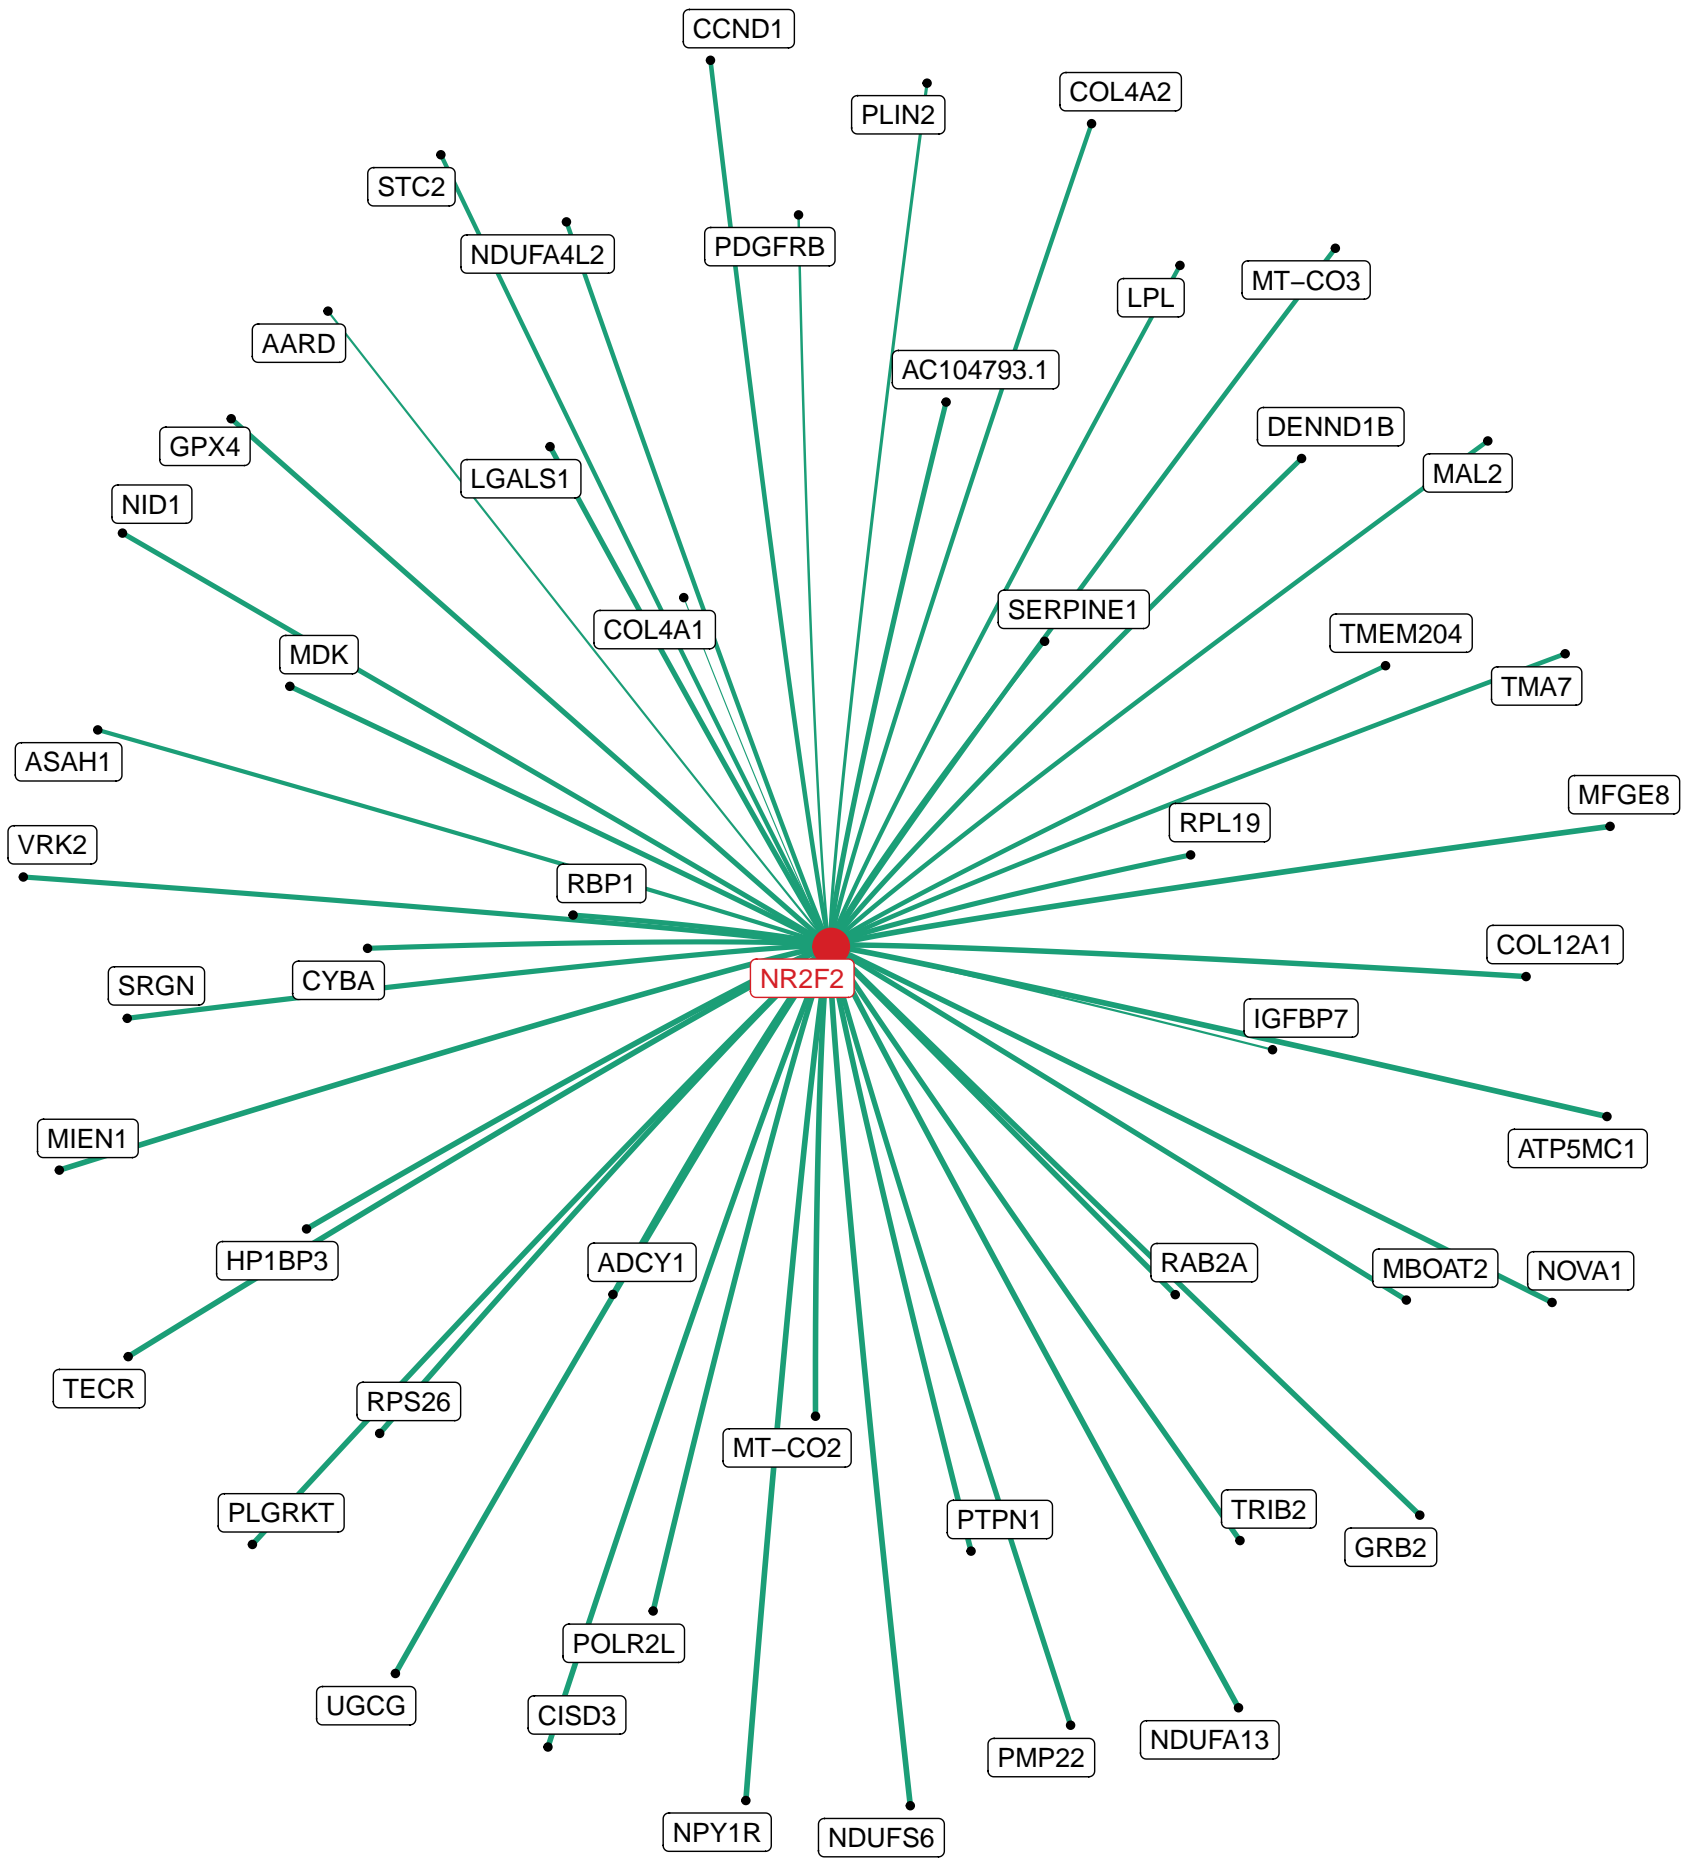 CCND1
PLIN2
COL4A2
STC2
NDUFA4L2
PDGFRB
MT−CO3
LPL
AARD
AC104793.1
DENND1B
GPX4
MAL2
LGALS1
NID1
SERPINE1
COL4A1
TMEM204
MDK
TMA7
ASAH1
MFGE8
RPL19
VRK2
RBP1
COL12A1
NR2F2
CYBA
SRGN
IGFBP7
MIEN1
ATP5MC1
HP1BP3
ADCY1
RAB2A
MBOAT2
NOVA1
TECR
RPS26
MT−CO2
PLGRKT
TRIB2
PTPN1
GRB2
POLR2L
UGCG
CISD3
NDUFA13
PMP22
NPY1R
NDUFS6